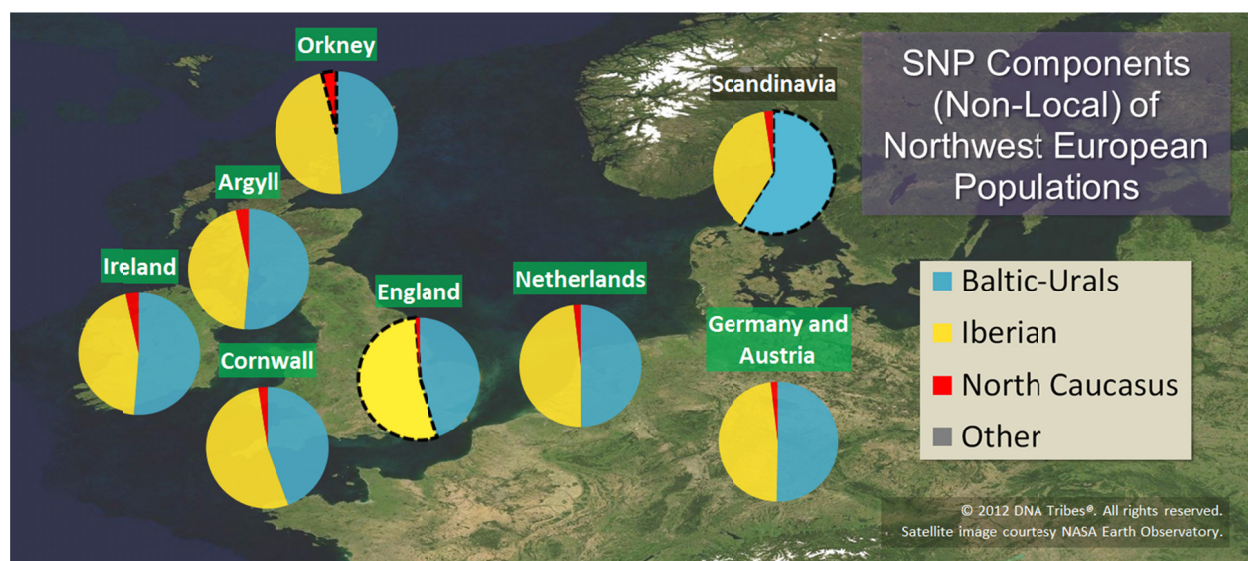 Orkney
Scandinavia
SNP Components
(Non-Local) of
Northwest European
Populations
Argyll
Ireland
England
Netherlands
Germany and
Austria
Cornwall
Baltic-Urals
Iberian
North Caucasus
Other
© 2012 DNA Tribes®. All rights reserved.
Satellite image courtesy NASA Earth Observatory.